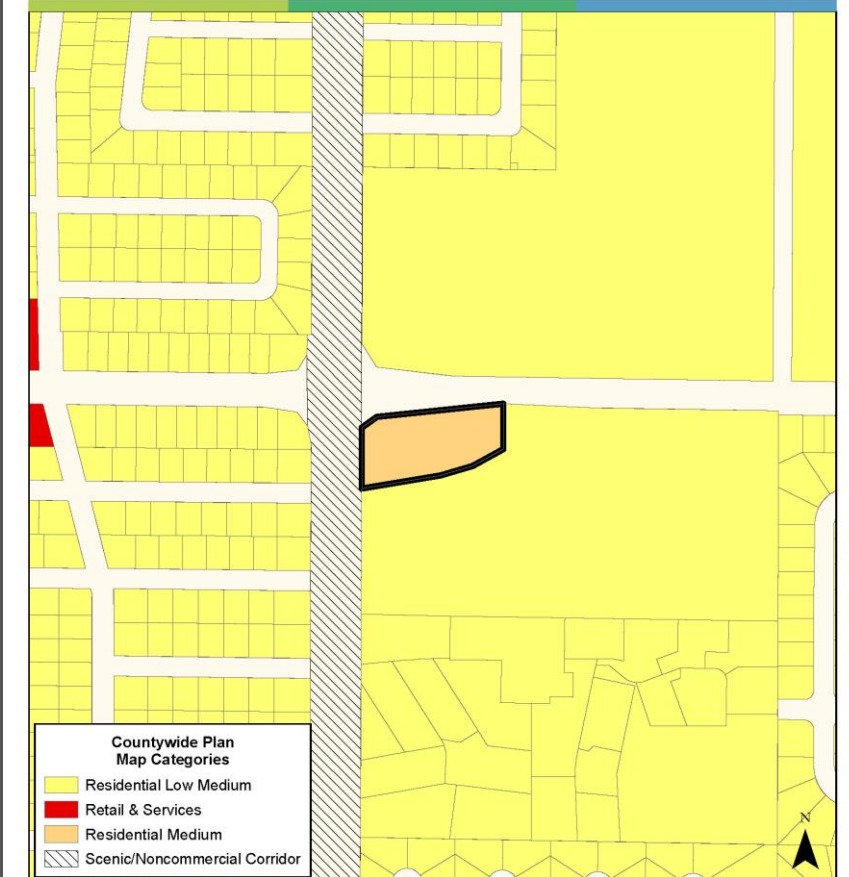 Countywide Plan
Map Categories
Residential Low Medium
Retail & Services
Residential Medium
Scenic/Noncommercial Corridor
N